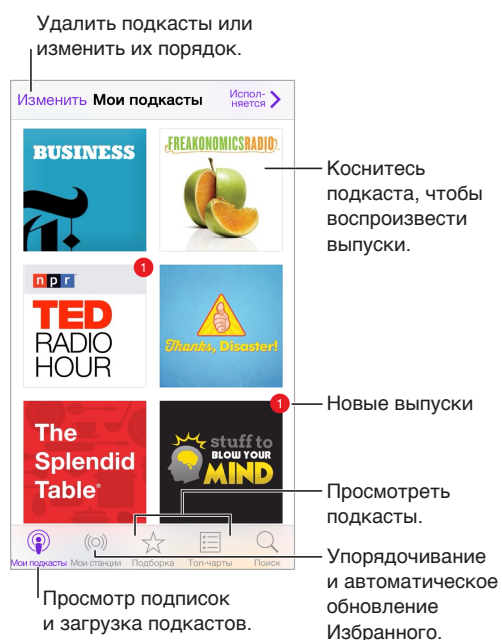 Удалить подкасты или
изменить их порядок.
Изменить Мои подкасты
Испол-
няется
BUSINESS
FREAKONOMICSRADIO
Коснитесь
подкаста, чтобы
воспроизвести
выпуски.
npr
1
TED
RADIO
HOUR
Thanks, Disaster!
1
Новые выпуски
The
Splendid
Table®
stuff to
BLOW YOUR
MIND
Просмотреть
подкасты.
Мои подкасты Мои станции Подборка Топ-чарты Поиск
Упорядочивание
и автоматическое
обновление
Избранного.
Просмотр подписок
и загрузка подкастов.